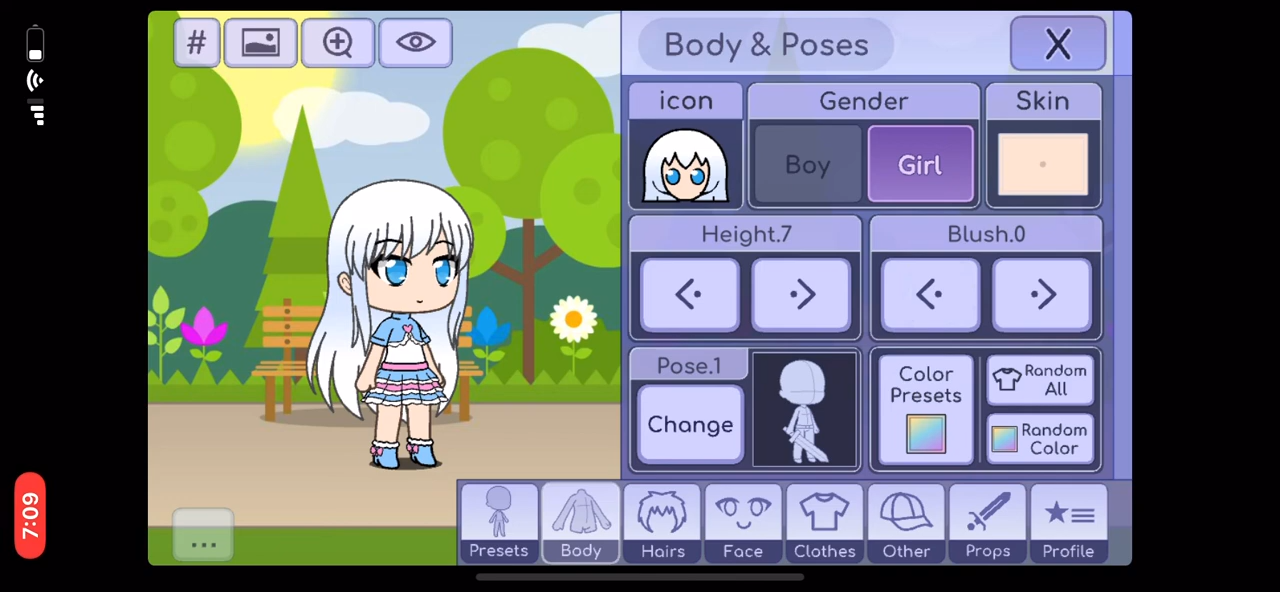 7:09
#
Body & Poses
X
icon
Gender
Skin
Boy
Girl
Height.7
Blush.0
Pose.1
Change
Color
Presets
Random
All
Random
Color
...
Presets
Body
Hairs
Face
Clothes
Other
Props
Profile